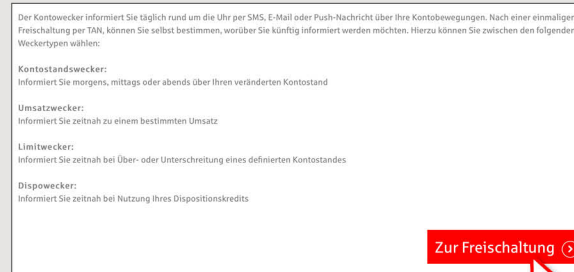 Der Kontowecker informiert Sie täglich rund um die Uhr per SMS, E-Mail oder Push-Nachricht über Ihre Kontobewegungen. Nach einer einmaliger
Freischaltung per TAN, können Sie selbst bestimmen, worüber Sie künftig informiert werden möchten. Hierzu können Sie zwischen den folgender
Weckertypen wählen:
Kontostandswecker:
Informiert Sie morgens, mittags oder abends über Ihren veränderten Kontostand
Umsatzwecker:
Informiert Sie zeitnah zu einem bestimmten Umsatz
Limitwecker:
Informiert Sie zeitnah bei Über- oder Unterschreitung eines definierten Kontostandes
Dispowecker:
Informiert Sie zeitnah bei Nutzung Ihres Dispositionskredits
Zur Freischaltung